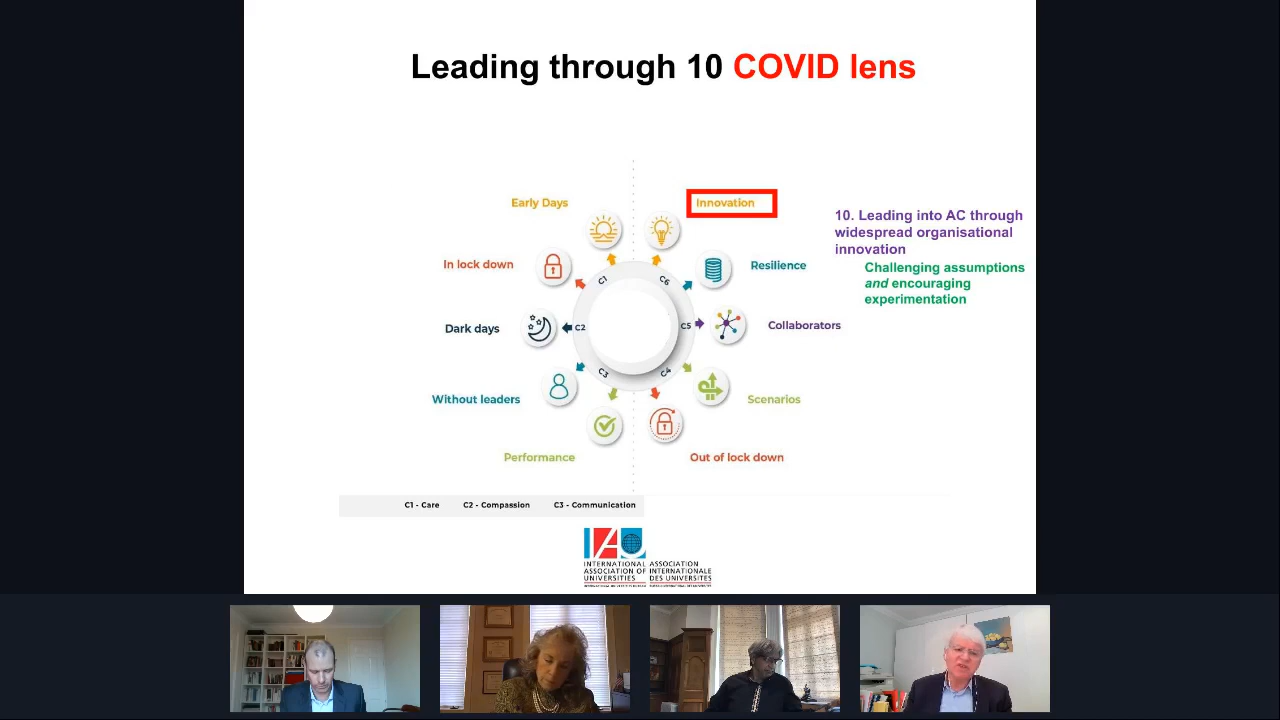 Leading through 10 COVID lens
Early Days
Innovation
10. Leading into AC through
widespread organisational
innovation
Challenging assumptions
and encouraging
experimentation
In lock down
Resilience
C1
C6
Dark days
C2
C5
Collaborators
C3
C4
Without leaders
Scenarios
Performance
Out of lock down
C1 - Care C2 - Compassion C3 - Communication
IAU
INTERNATIONAL ASSOCIATION
ASSOCIATION OF INTERNATIONALE
UNIVERSITIES DES UNIVERSITES